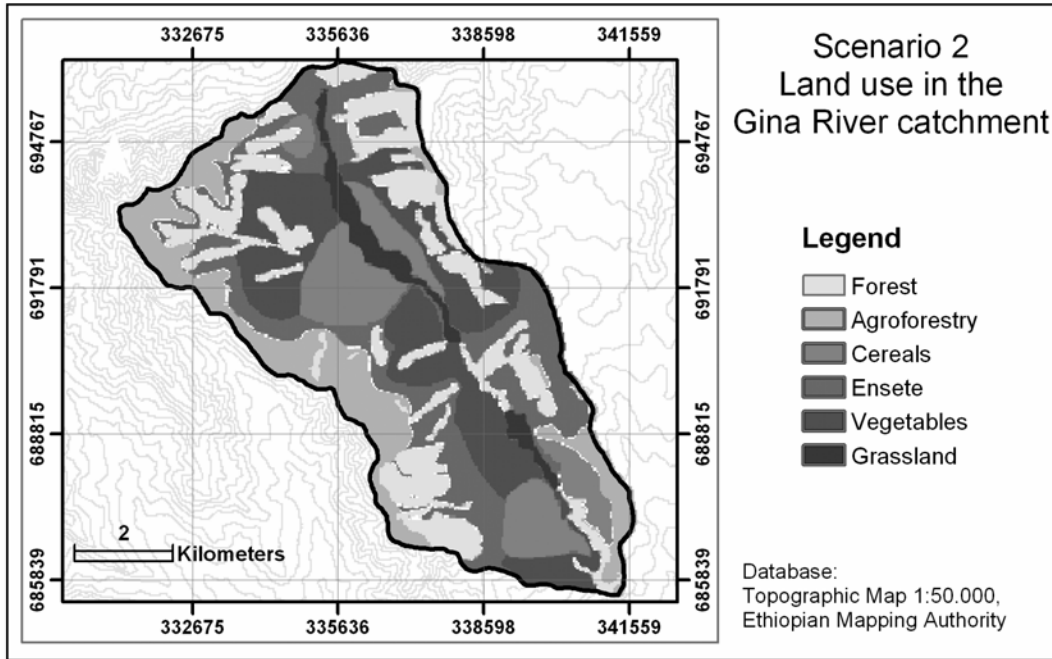 332675 335636 338598 341559
694767
691791
688815
685839
694767
691791
688815
685839
2
Kilometers
332675 335636 338598 341559
Scenario 2
Land use in the
Gina River catchment
Legend
Forest
Agroforestry
Cereals
Ensete
Vegetables
Grassland
Database:
Topographic Map 1:50.000,
Ethiopian Mapping Authority